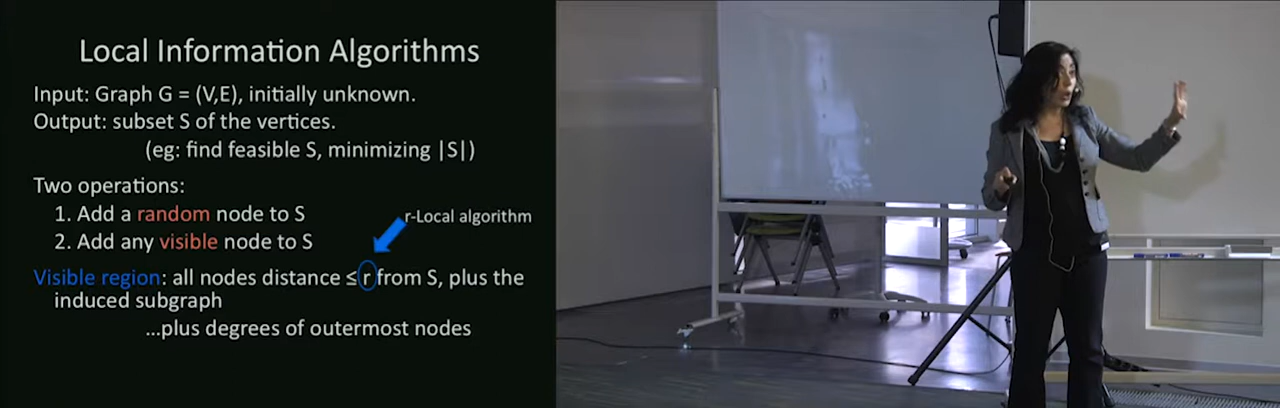 Local Information Algorithms
Input: Graph G = (V,E), initially unknown.
Output: subset S of the vertices.
(eg: find feasible S, minimizing |S|)
Two operations:
1. Add a random node to S
r-Local algorithm
2. Add any visible node to S
Visible region: all nodes distance ≤ r from S, plus the
induced subgraph
...plus degrees of outermost nodes